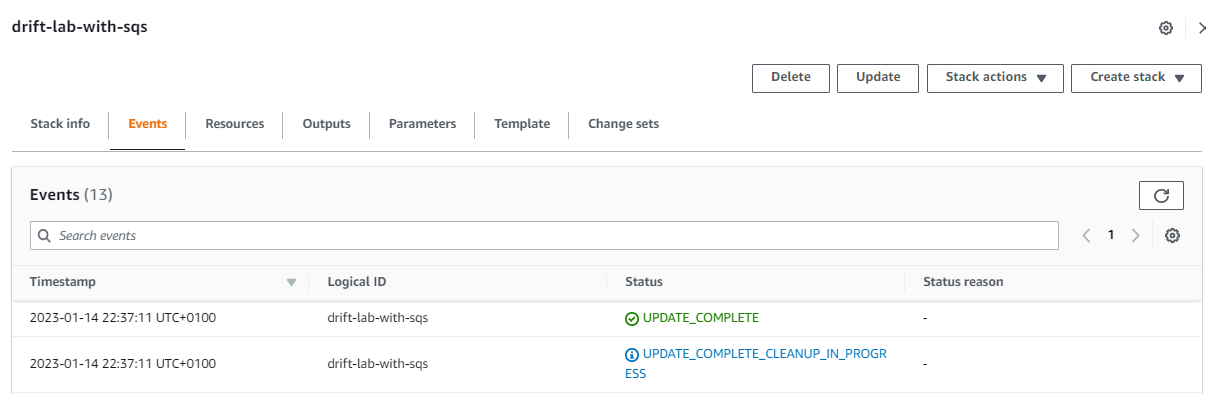 drift-lab-with-sqs
Delete Update Stack actions Create stack
Stack info Events Resources Outputs Parameters Template Change sets
Events (13)
Search events 1
Timestamp Logical ID Status Status reason
2023-01-14 22:37:11 UTC+0100 drift-lab-with-sqs UPDATE_COMPLETE -
2023-01-14 22:37:11 UTC+0100 drift-lab-with-sqs UPDATE_COMPLETE_CLEANUP_IN_PROGR -
ESS